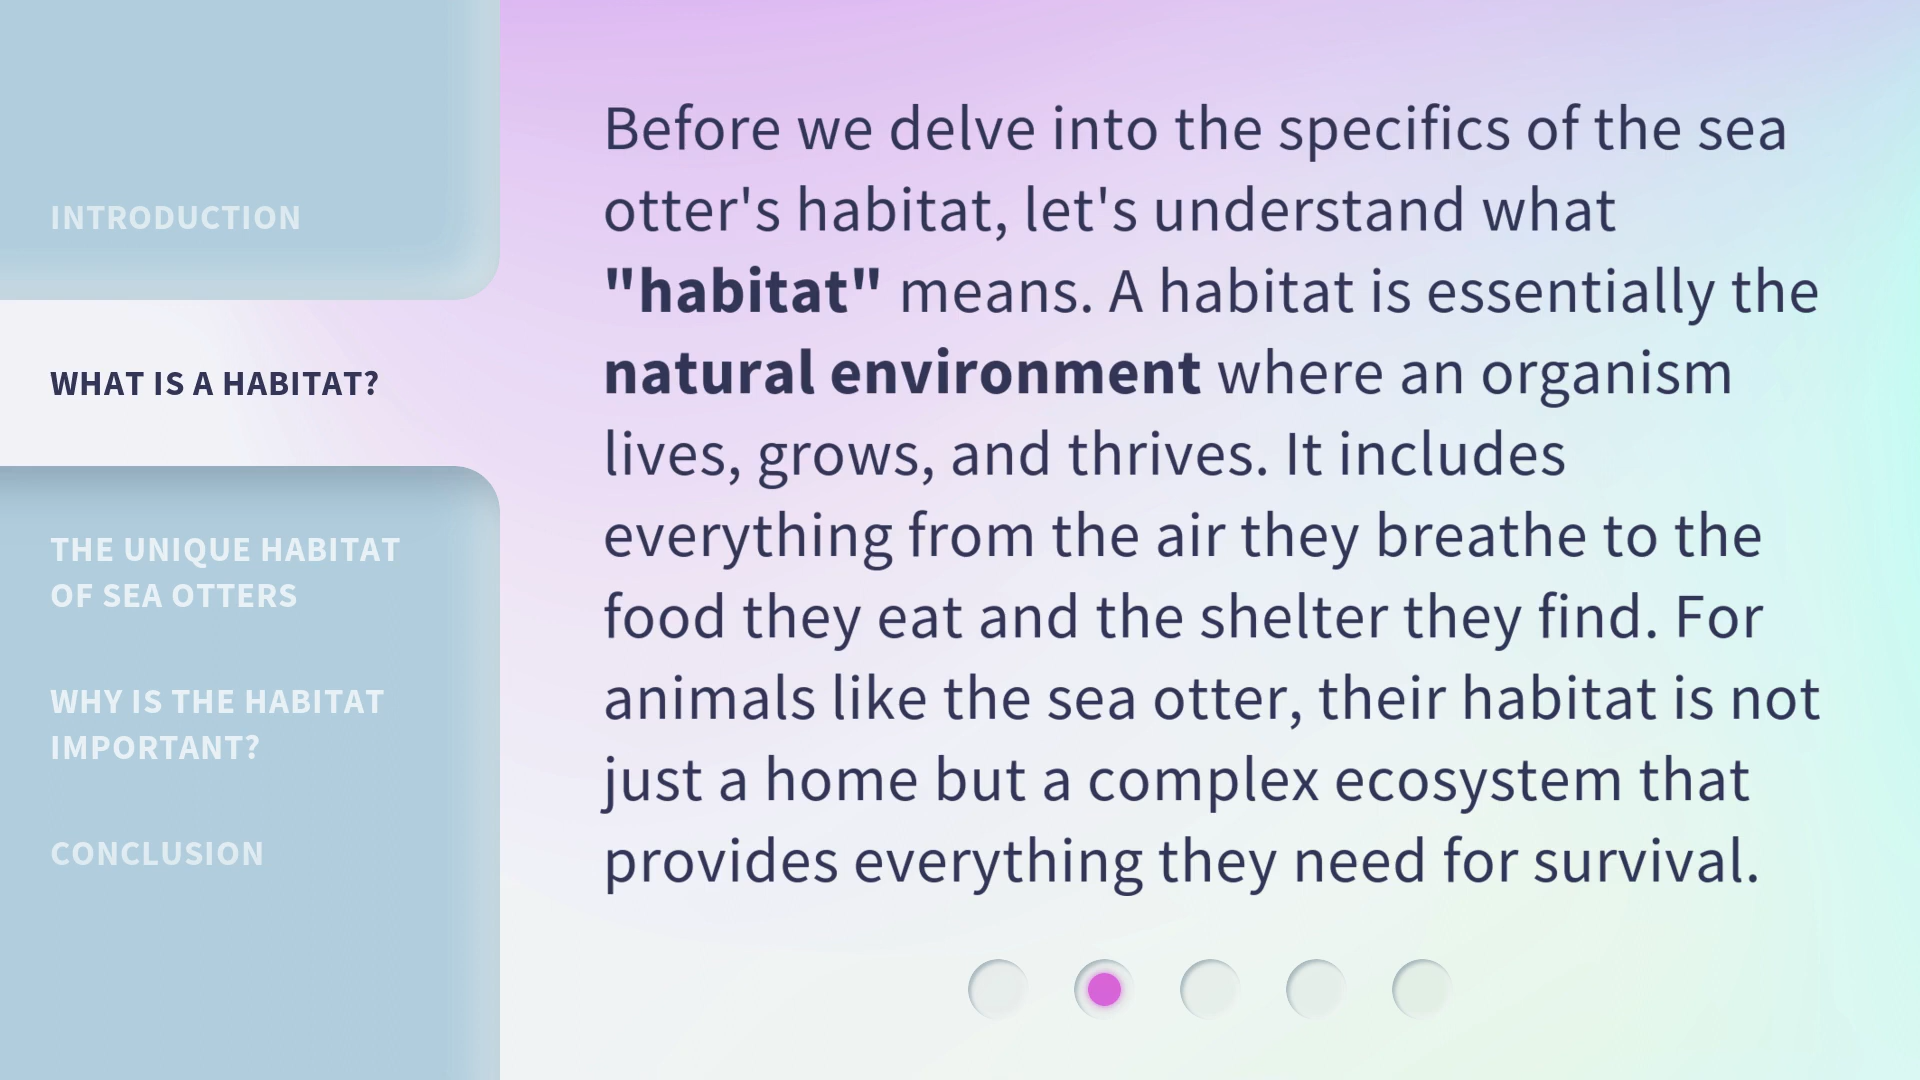 INTRODUCTION
WHAT IS A HABITAT?
THE UNIQUE HABITAT
OF SEA OTTERS
WHY IS THE HABITAT
IMPORTANT?
CONCLUSION
Before we delve into the specifics of the sea
otter's habitat, let's understand what
"habitat" means. A habitat is essentially the
natural environment where an organism
lives, grows, and thrives. It includes
everything from the air they breathe to the
food they eat and the shelter they find. For
animals like the sea otter, their habitat is not
just a home but a complex ecosystem that
provides everything they need for survival.